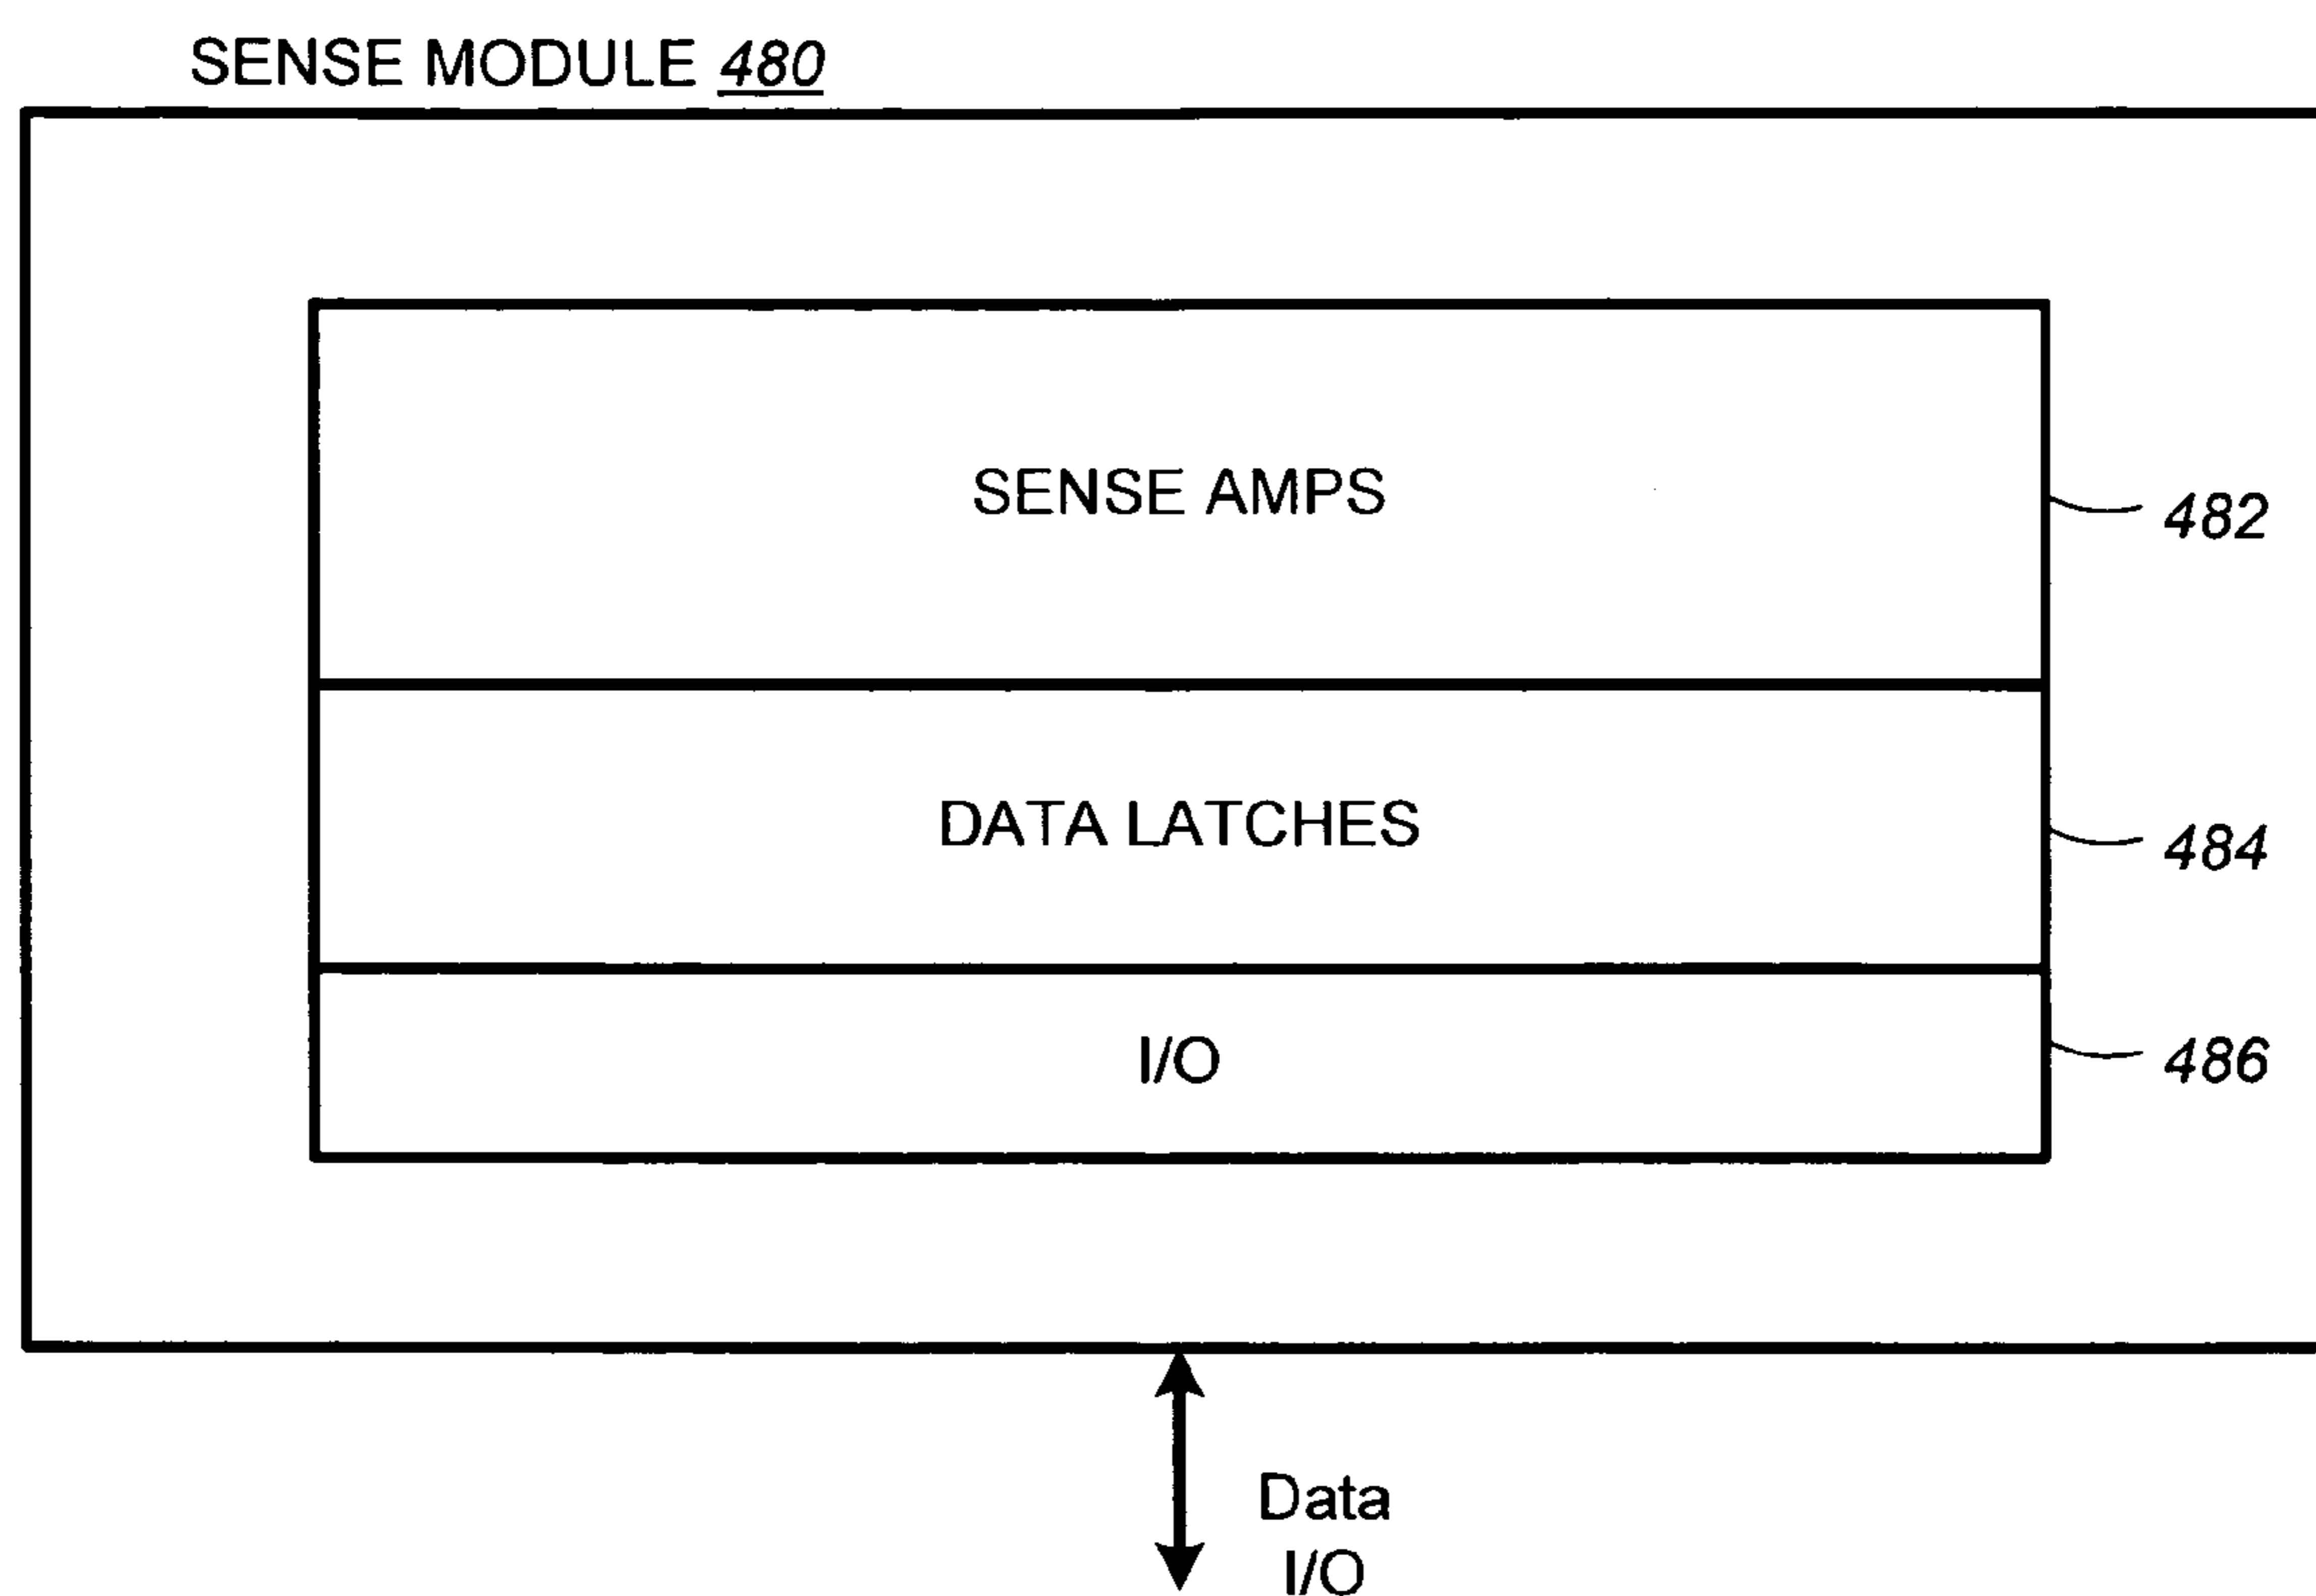 SENSE MODULE 480
SENSE AMPS
482
DATA LATCHES
484
I/O
486
Data
I/O